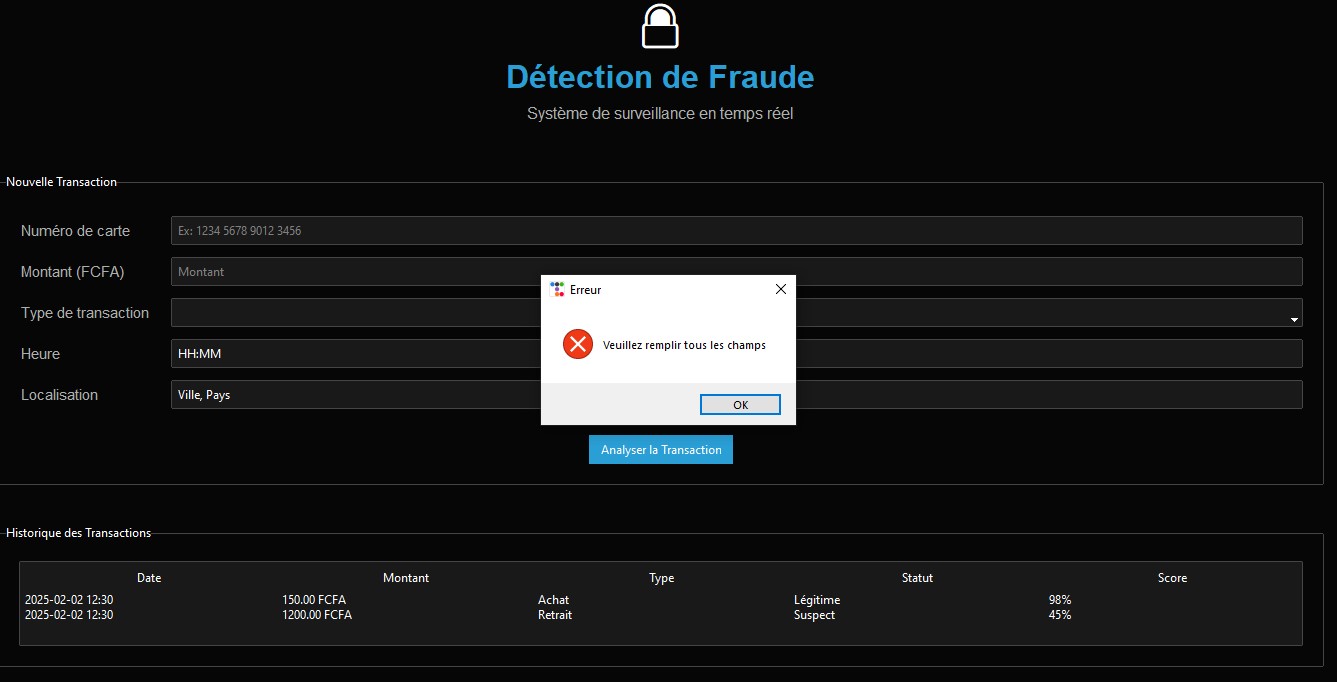 Détection de Fraude
Système de surveillance en temps réel
Nouvelle Transaction
Numéro de carte Ex: 1234 5678 9012 3456
Montant (FCFA) Montant
Type de transaction
Heure HH:MM
Localisation Ville, Pays
Erreur
Veuillez remplir tous les champs
OK
Analyser la Transaction
Historique des Transactions
Date Montant Type Statut Score
2025-02-02 12:30 150.00 FCFA Achat Légitime 98%
2025-02-02 12:30 1200.00 FCFA Retrait Suspect 45%